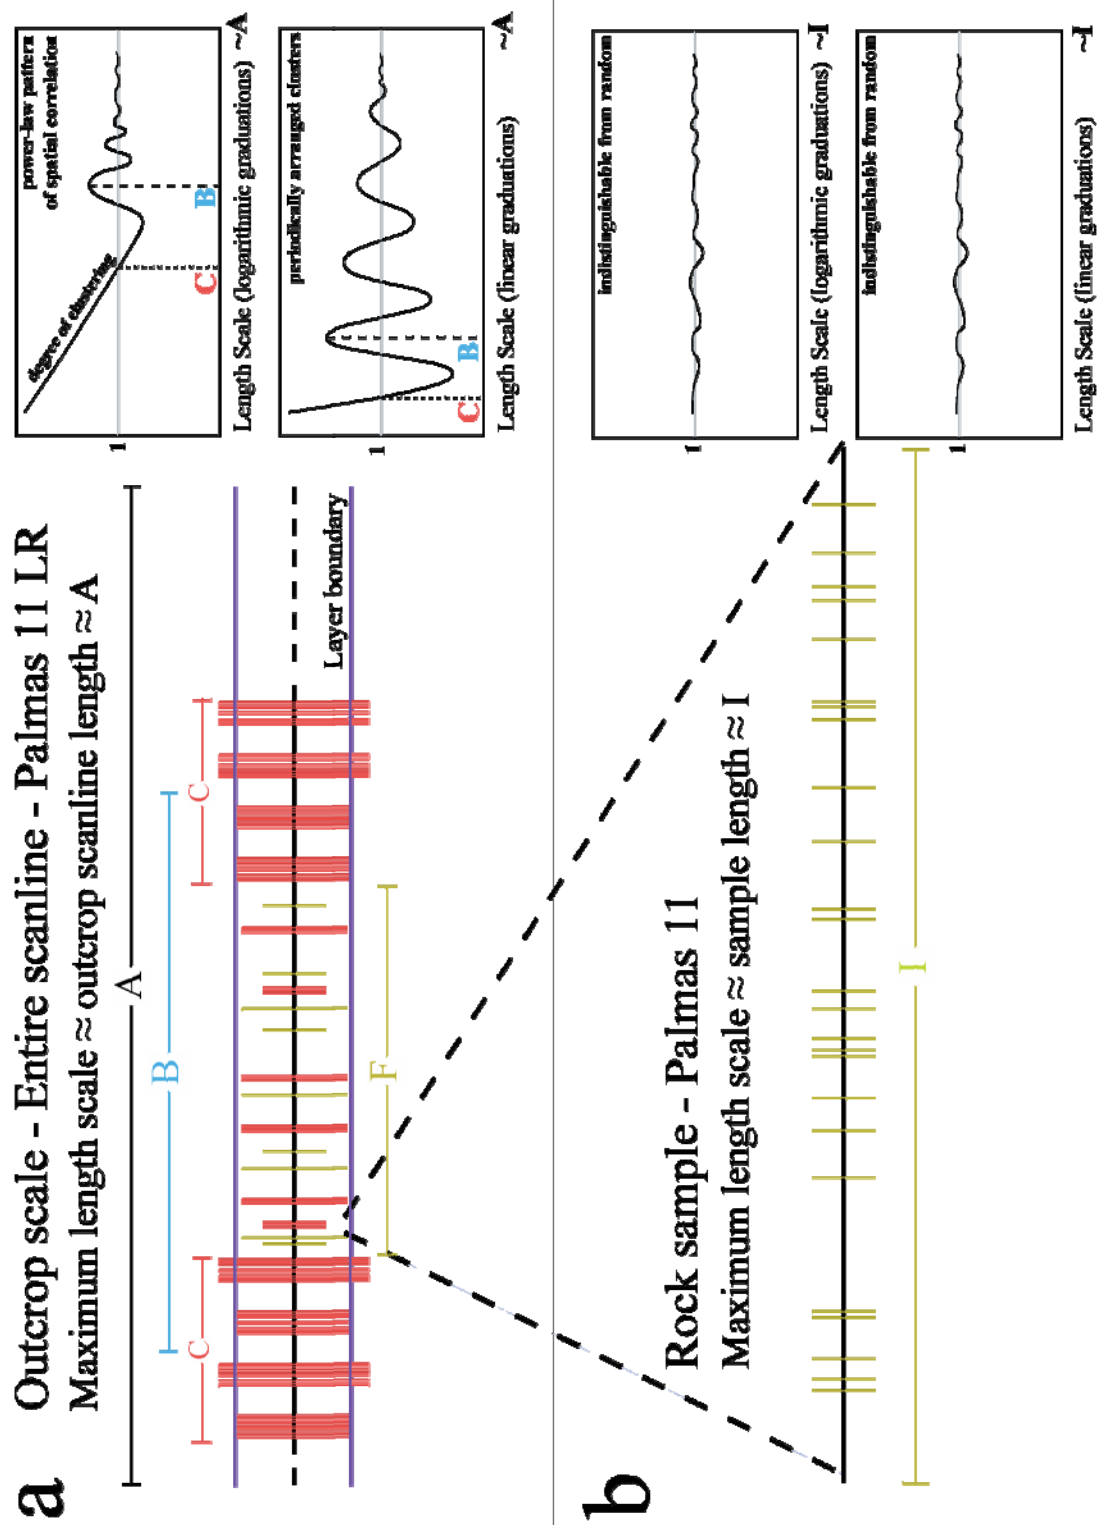 a
Outcrop scale - Entire scanline - Palmas 11 LR
Maximum length scale ≈ outcrop scanline length ≈ A
A
B
C
C
F
Layer boundary
power-law pattern
of spatial correlation
degree of clustering
1
C
B
Length Scale (logarithmic graduations) ~A
periodically arranged clusters
1
C
B
Length Scale (linear graduations) ~A
b
Rock sample - Palmas 11
Maximum length scale ≈ sample length ≈ I
I
indistinguishable from random
1
Length Scale (logarithmic graduations) ~I
indistinguishable from random
1
Length Scale (linear graduations) ~I